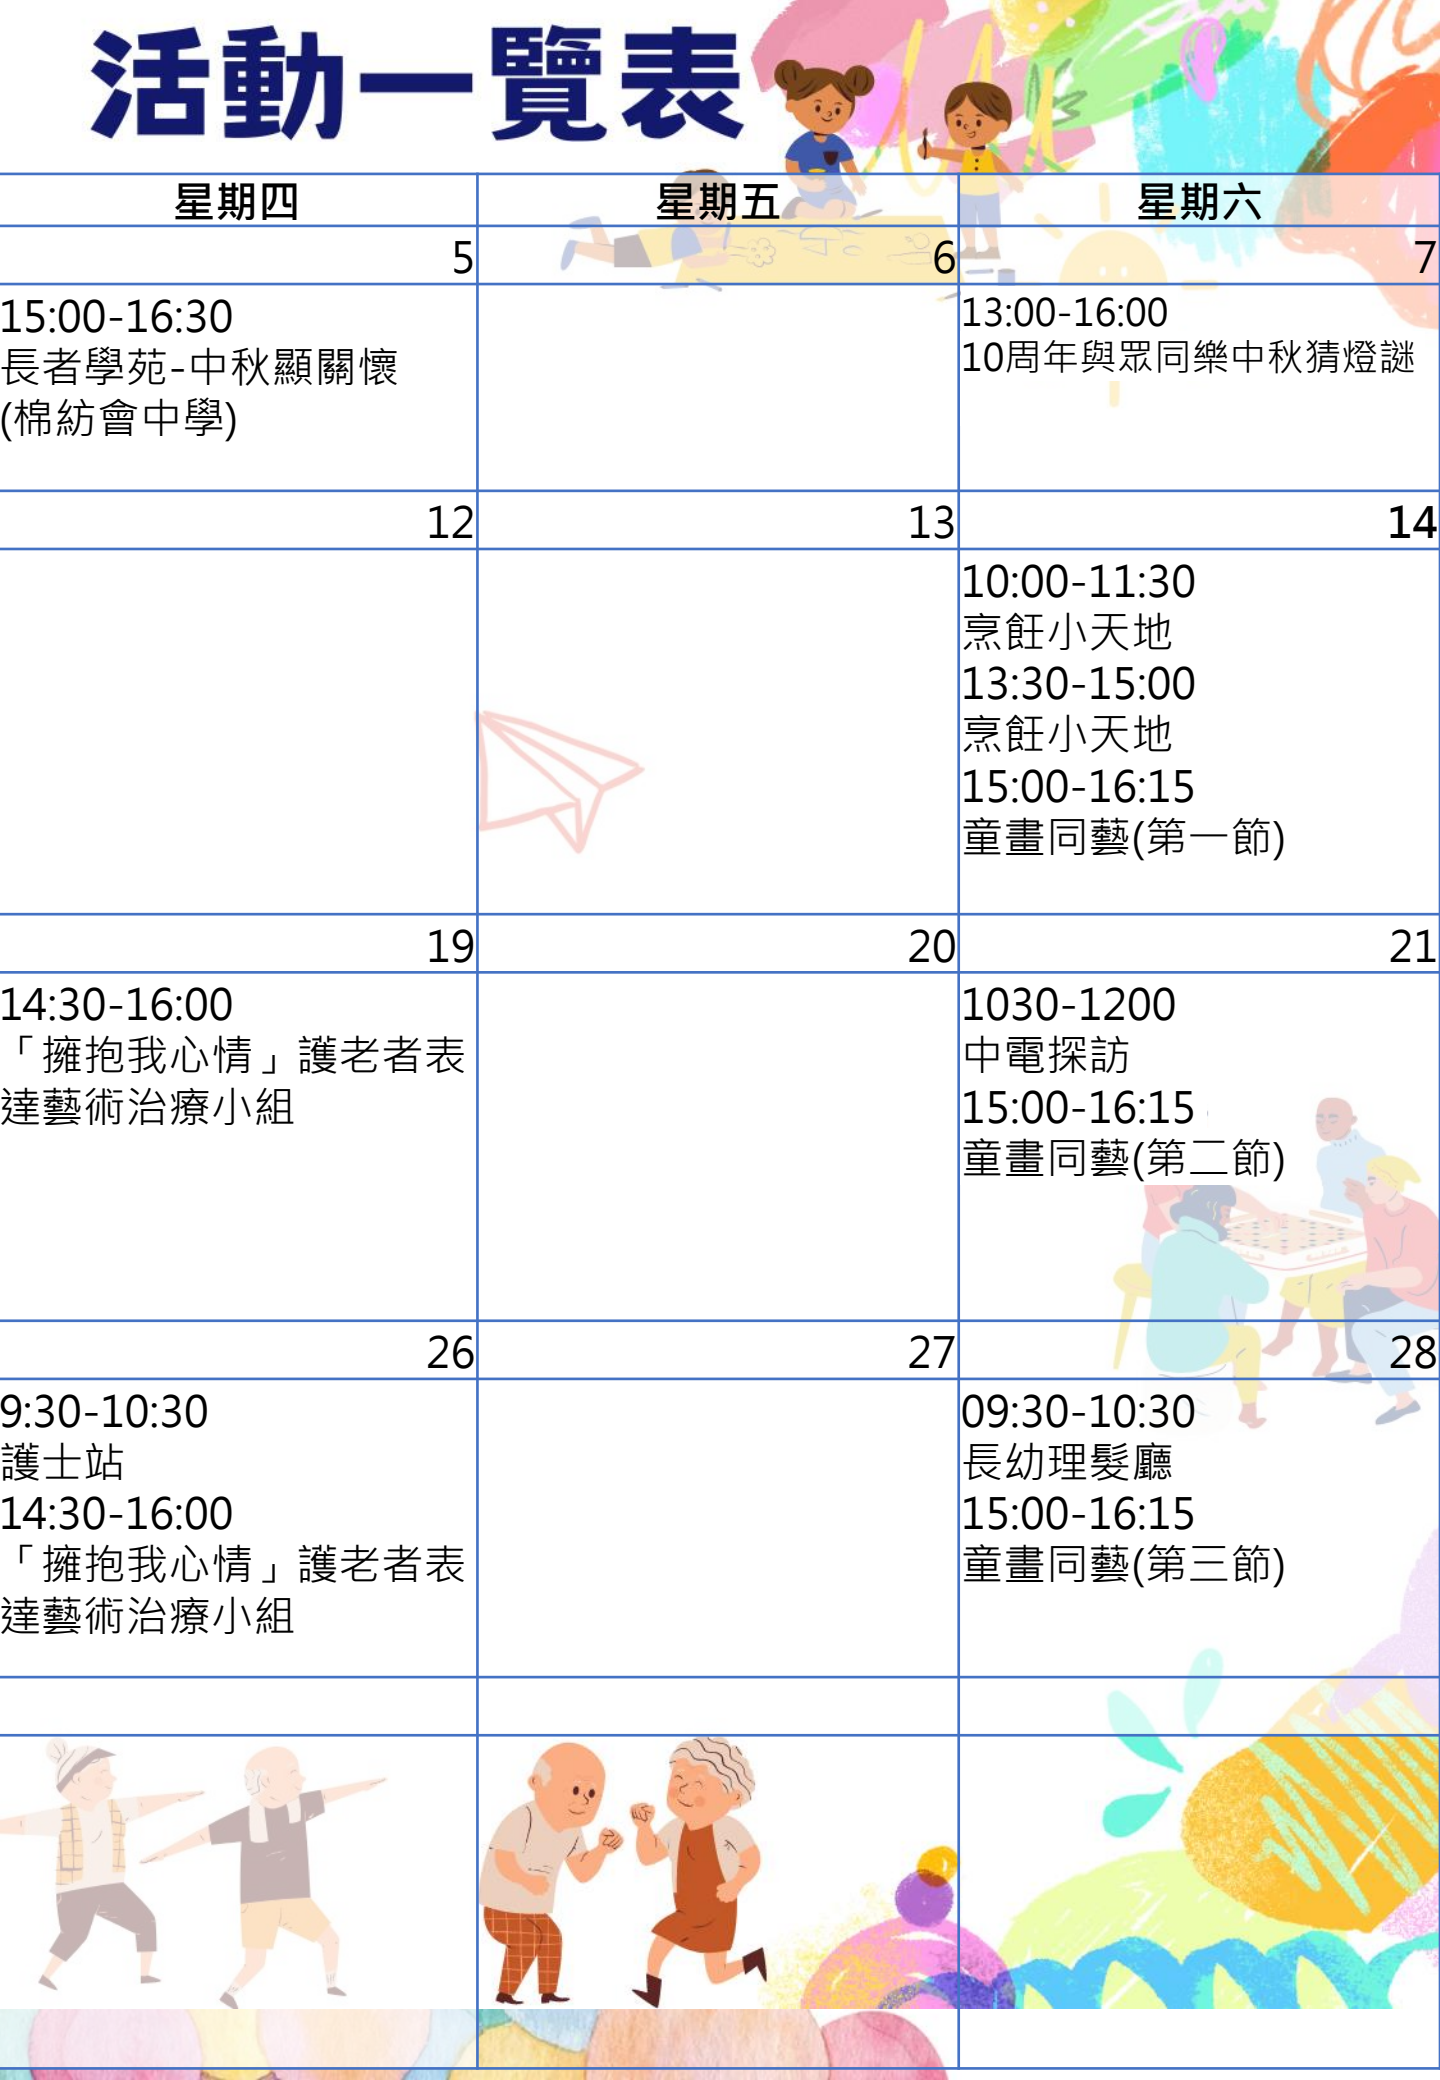 活動一覽表
星期四 星期五 星期六
5 6 7
15:00-16:30
長者學苑-中秋顯關懷
(棉紡會中學)
13:00-16:00
10周年與眾同樂中秋猜燈謎
12 13 14
10:00-11:30
烹飪小天地
13:30-15:00
烹飪小天地
15:00-16:15
童畫同藝(第一節)
19 20 21
14:30-16:00
「擁抱我心情」護老者表
達藝術治療小組
1030-1200
中電探訪
15:00-16:15
童畫同藝(第二節)
26 27 28
9:30-10:30
護士站
14:30-16:00
「擁抱我心情」護老者表
達藝術治療小組
09:30-10:30
長幼理髮廳
15:00-16:15
童畫同藝(第三節)